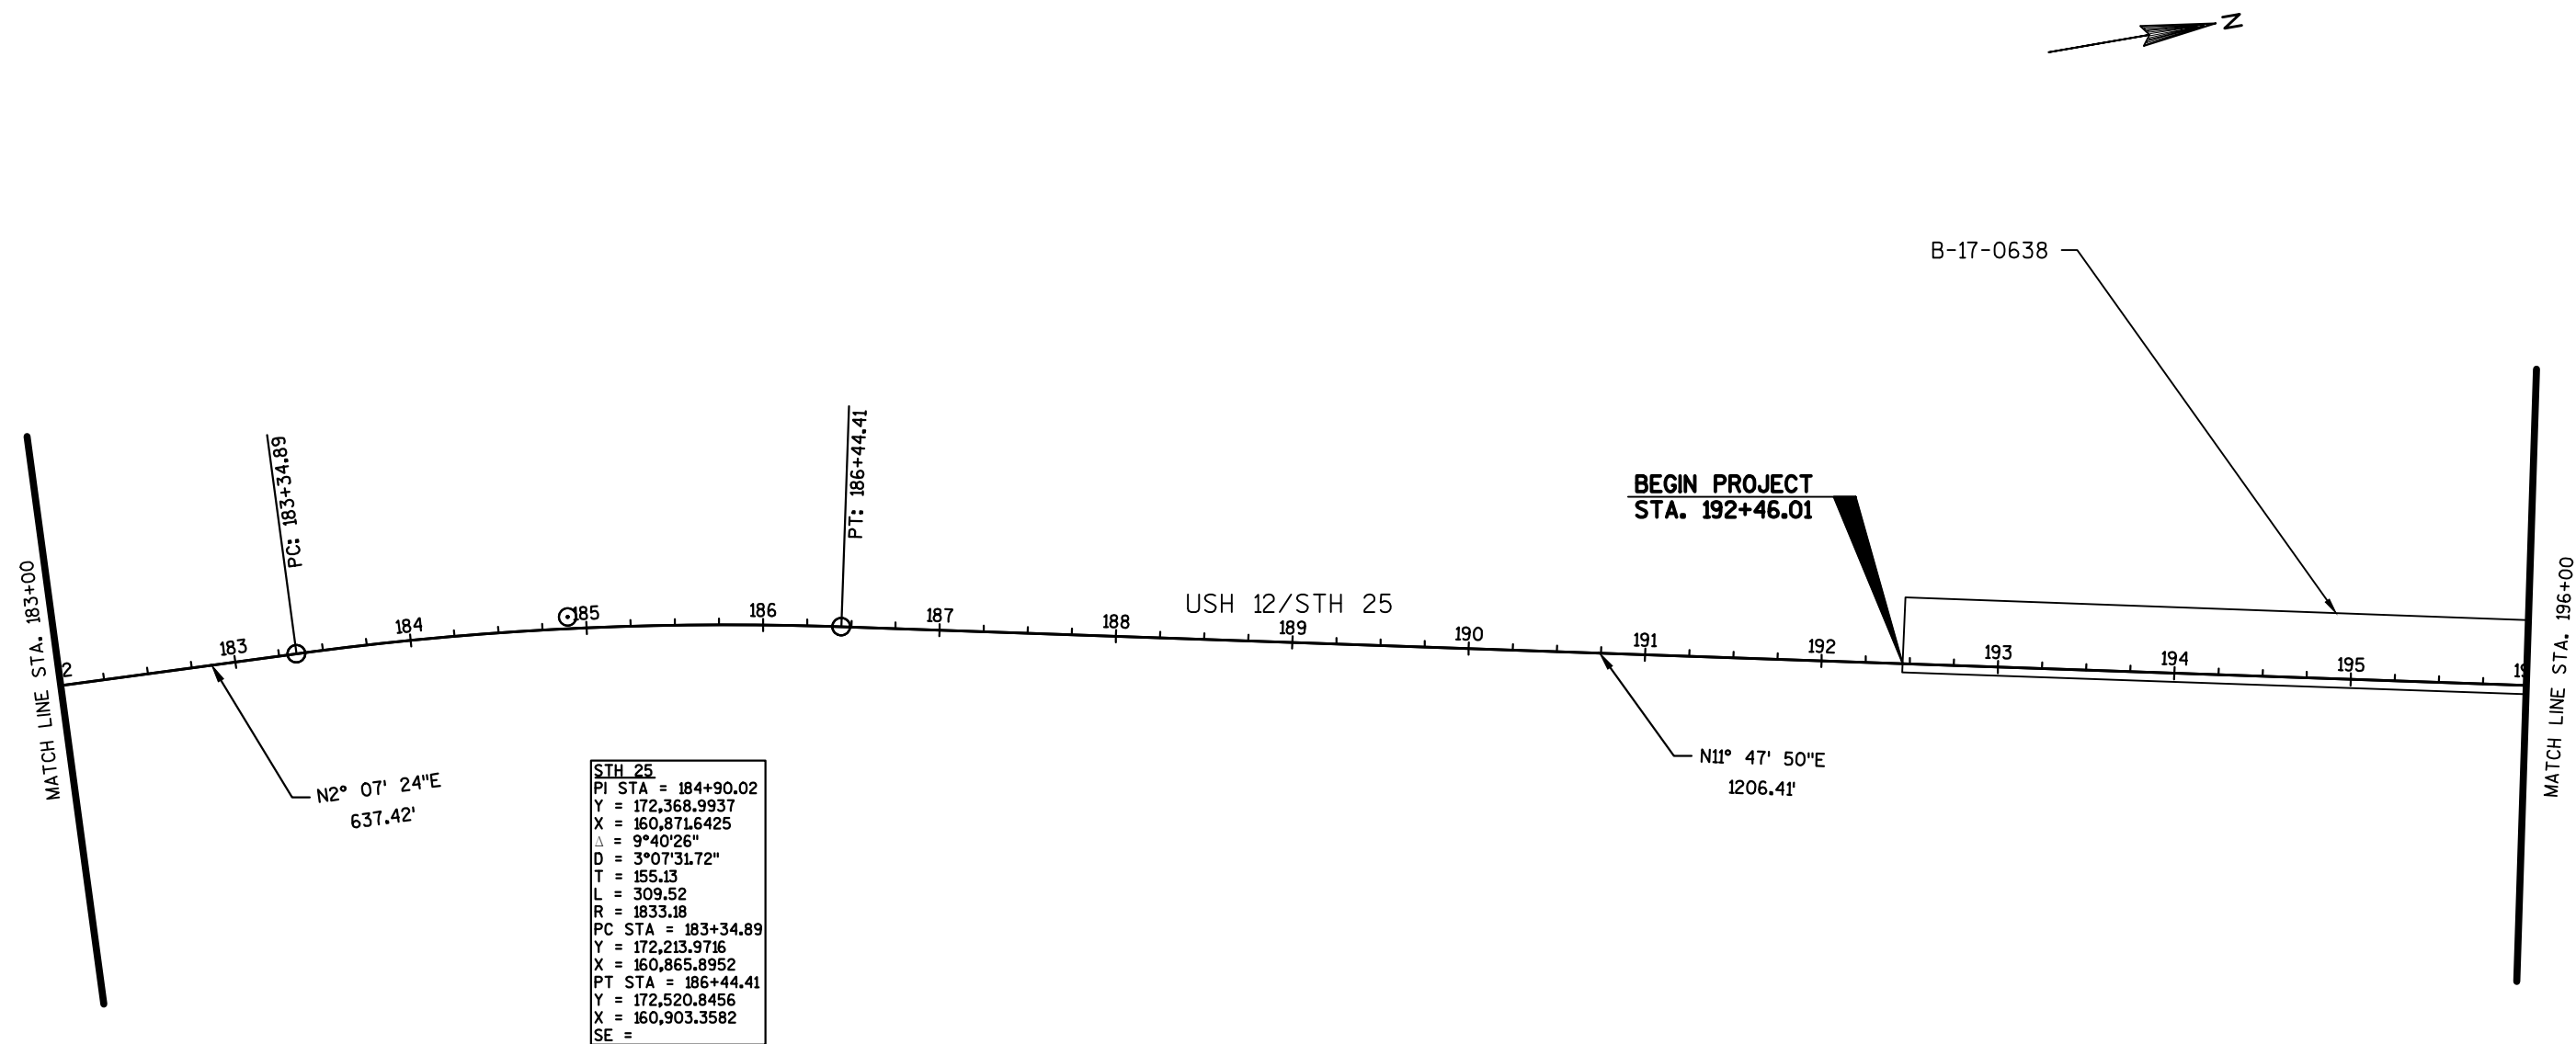 N
B-17-0638
PC: 183+34.89
PT: 186+44.41
BEGIN PROJECT
STA. 192+46.01
USH 12/STH 25
MATCH LINE STA. 183+00
MATCH LINE STA. 196+00
2
183
184
185
186
187
188
189
190
191
192
193
194
195
19
N2° 07' 24"E
637.42'
N11° 47' 50"E
1206.41'
STH 25
PI STA = 184+90.02
Y = 172,368.9937
X = 160,871.6425
Δ = 9°40'26"
D = 3°07'31.72"
T = 155.13
L = 309.52
R = 1833.18
PC STA = 183+34.89
Y = 172,213.9716
X = 160,865.8952
PT STA = 186+44.41
Y = 172,520.8456
X = 160,903.3582
SE =